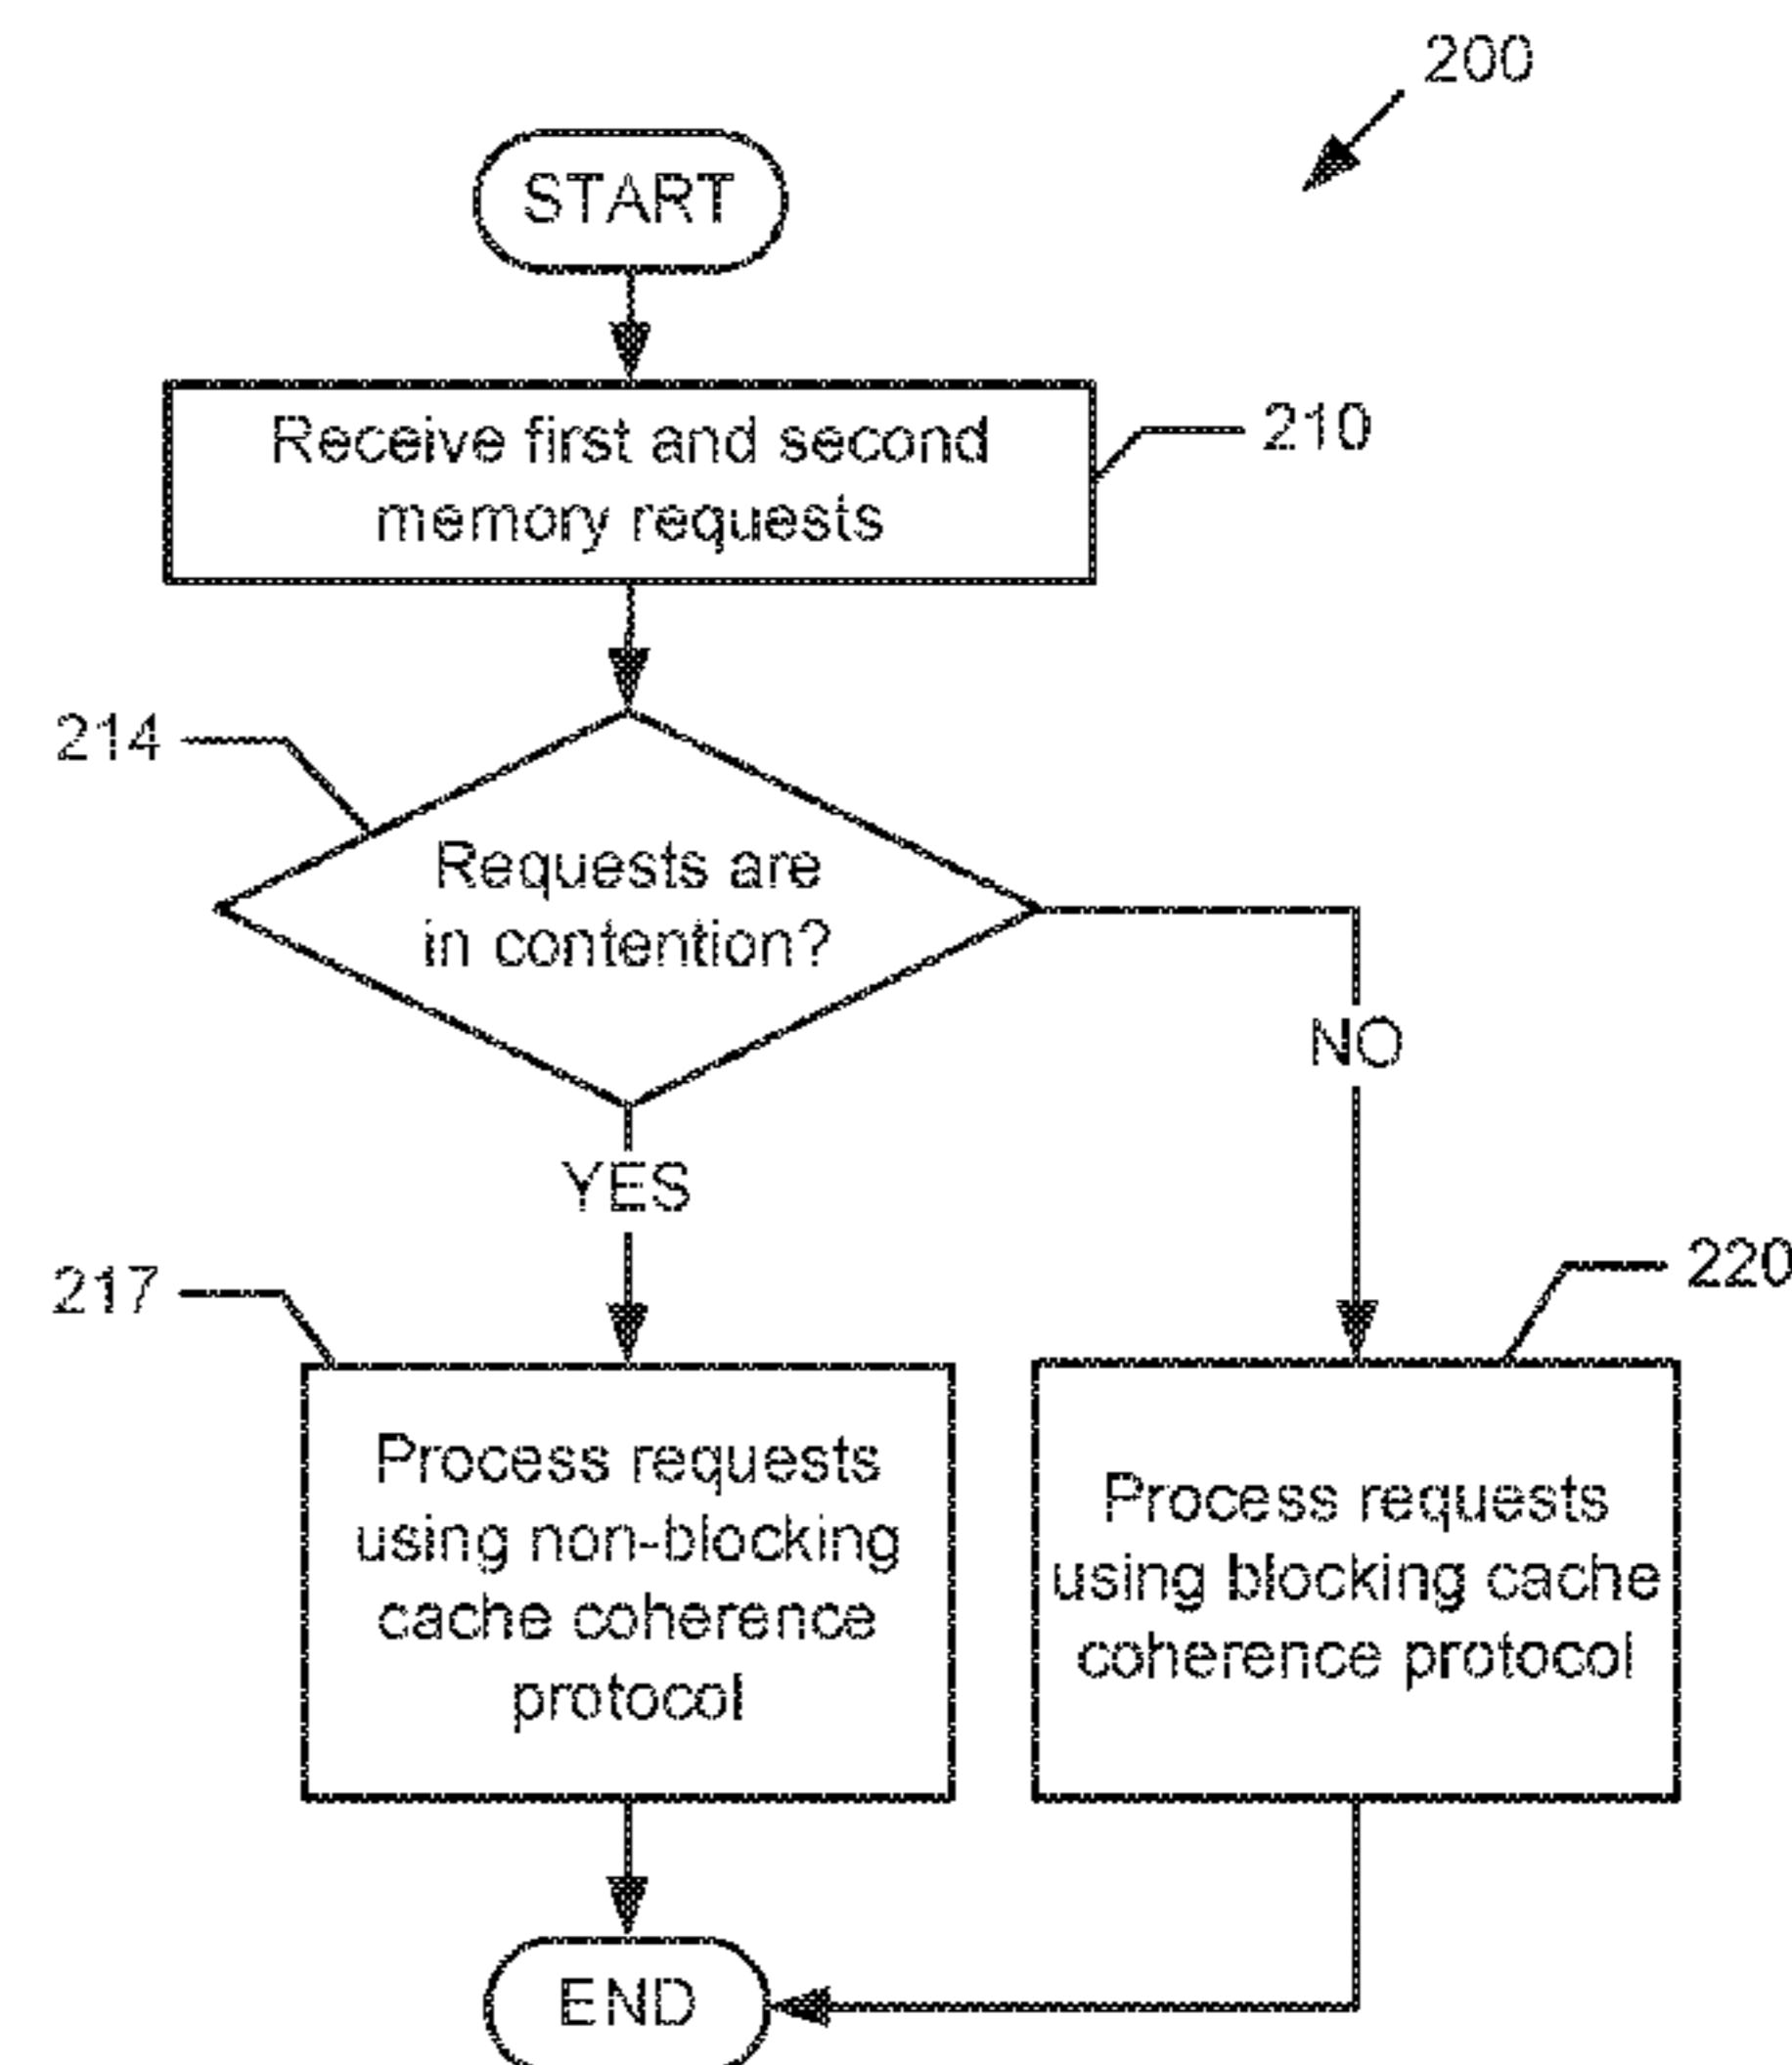 200
START
Receive first and second
memory requests
210
214
Requests are
in contention?
NO
YES
217
220
Process requests
using non-blocking
cache coherence
protocol
Process requests
using blocking cache
coherence protocol
END